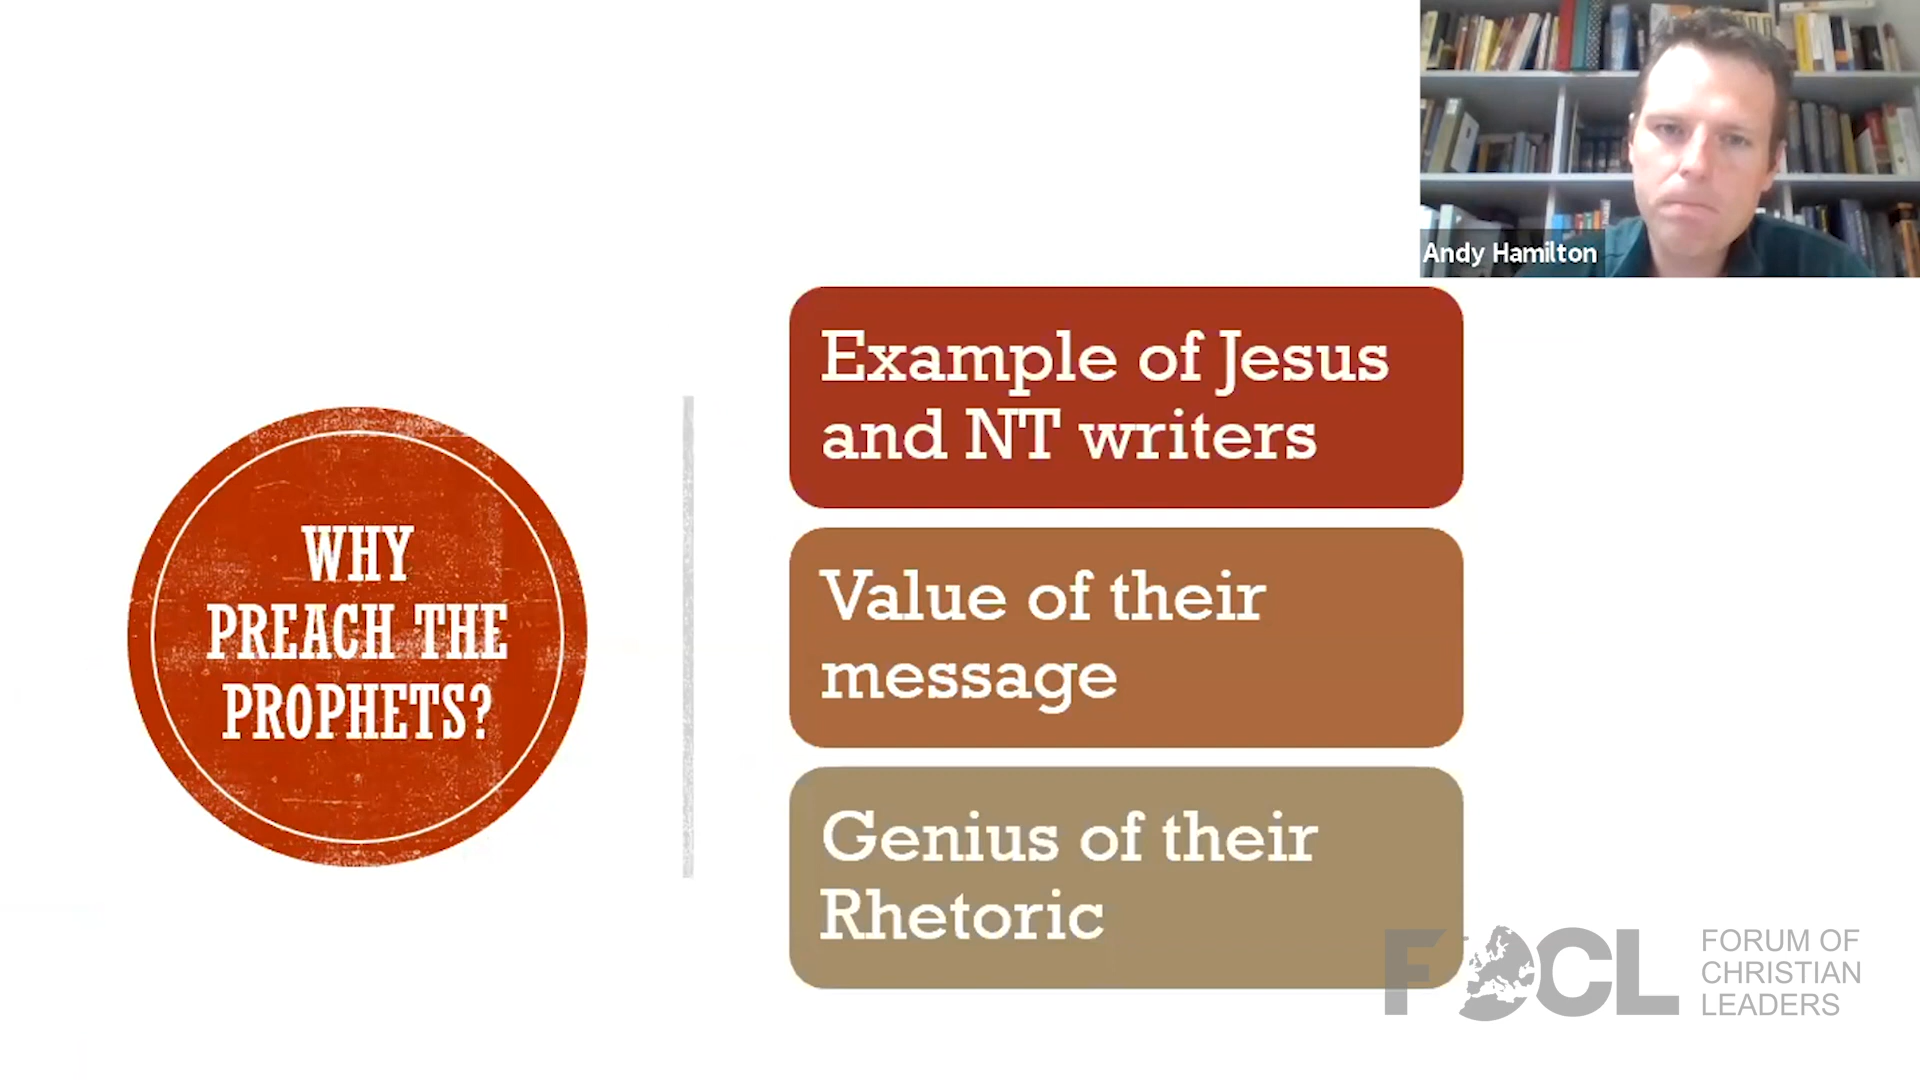 Andy Hamilton
WHY
PREACH THE
PROPHETS?
Example of Jesus
and NT writers
Value of their
message
Genius of their
Rhetoric
FOCL
FORUM OF
CHRISTIAN
LEADERS